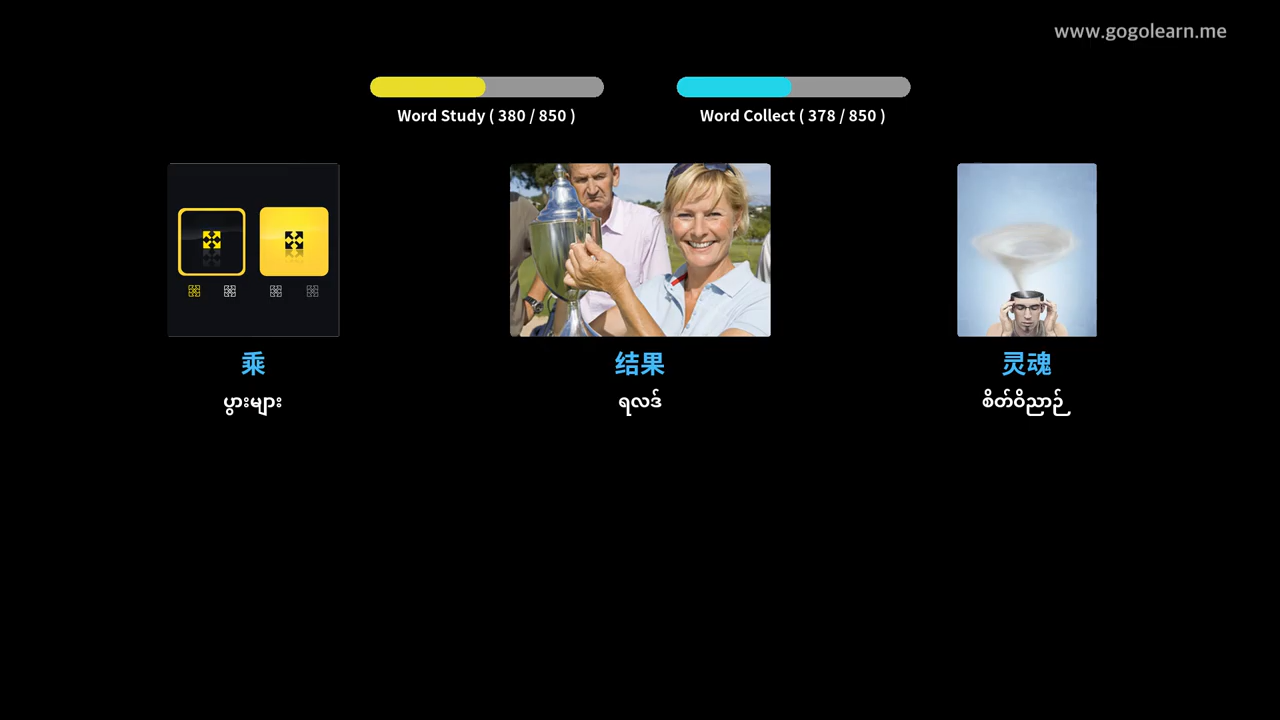 www.gogolearn.me
Word Study ( 380 / 850 )
Word Collect ( 378 / 850 )
乘
结果
灵魂
ပွားများ
ရလဒ်
စိတ်ဝိညာဉ်